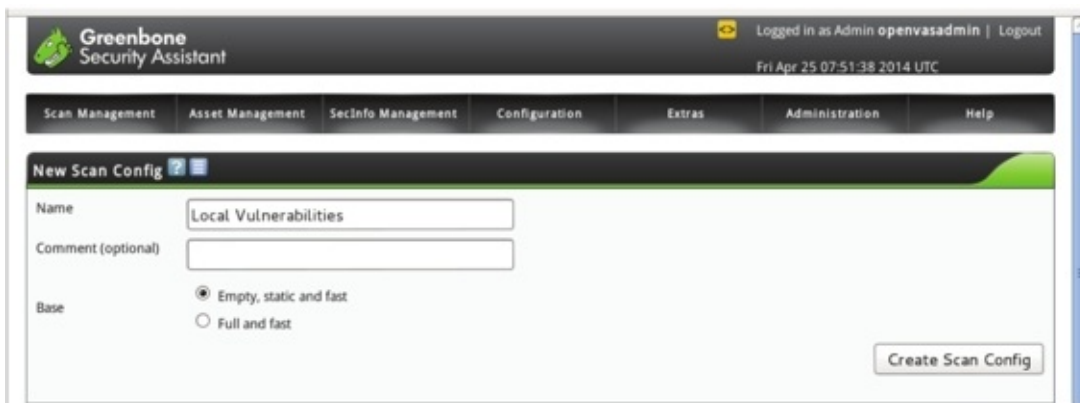 Greenbone
Security Assistant
Logged in as Admin openvasadmin | Logout
Fri Apr 25 07:51:38 2014 UTC
Scan Management Asset Management SecInfo Management Configuration Extras Administration Help
New Scan Config ?
Name Local Vulnerabilities
Comment (optional)
Base
Empty, static and fast
Full and fast
Create Scan Config